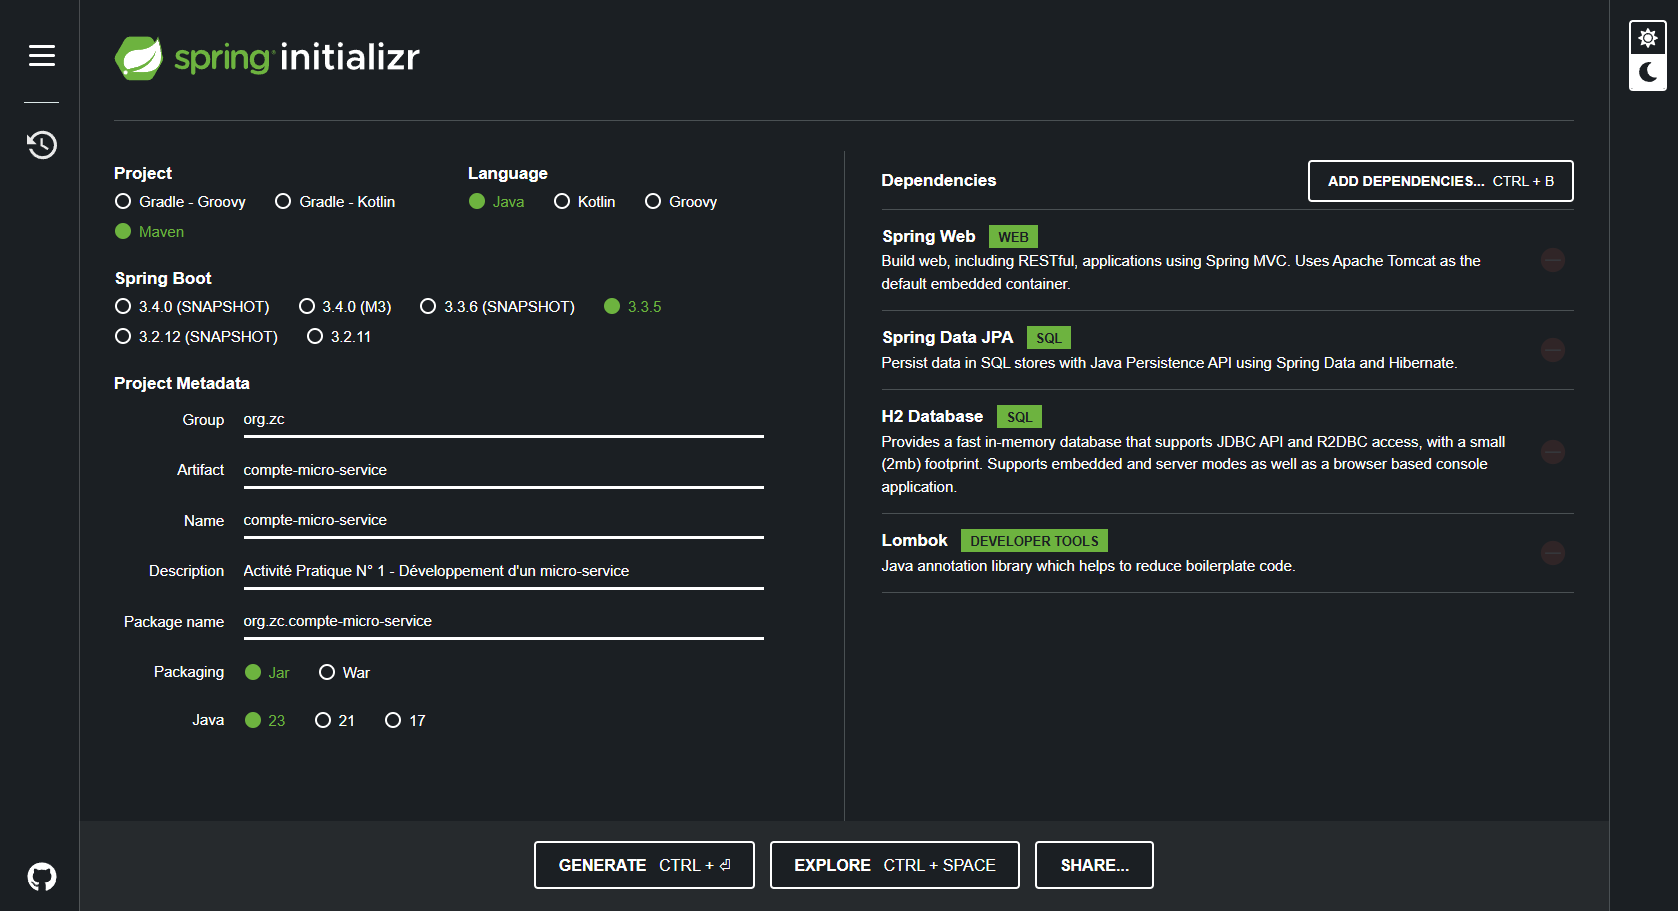 spring initializr
Project
Gradle - Groovy Gradle - Kotlin
Maven
Language
Java Kotlin Groovy
Spring Boot
3.4.0 (SNAPSHOT) 3.4.0 (M3) 3.3.6 (SNAPSHOT) 3.3.5
3.2.12 (SNAPSHOT) 3.2.11
Project Metadata
Group org.zc
Artifact compte-micro-service
Name compte-micro-service
Description Activité Pratique N° 1 - Développement d'un micro-service
Package name org.zc.compte-micro-service
Packaging Jar War
Java 23 21 17
Dependencies
ADD DEPENDENCIES... CTRL + B
Spring Web WEB
Build web, including RESTful, applications using Spring MVC. Uses Apache Tomcat as the
default embedded container.
Spring Data JPA SQL
Persist data in SQL stores with Java Persistence API using Spring Data and Hibernate.
H2 Database SQL
Provides a fast in-memory database that supports JDBC API and R2DBC access, with a small
(2mb) footprint. Supports embedded and server modes as well as a browser based console
application.
Lombok DEVELOPER TOOLS
Java annotation library which helps to reduce boilerplate code.
GENERATE CTRL + ⏎
EXPLORE CTRL + SPACE
SHARE...